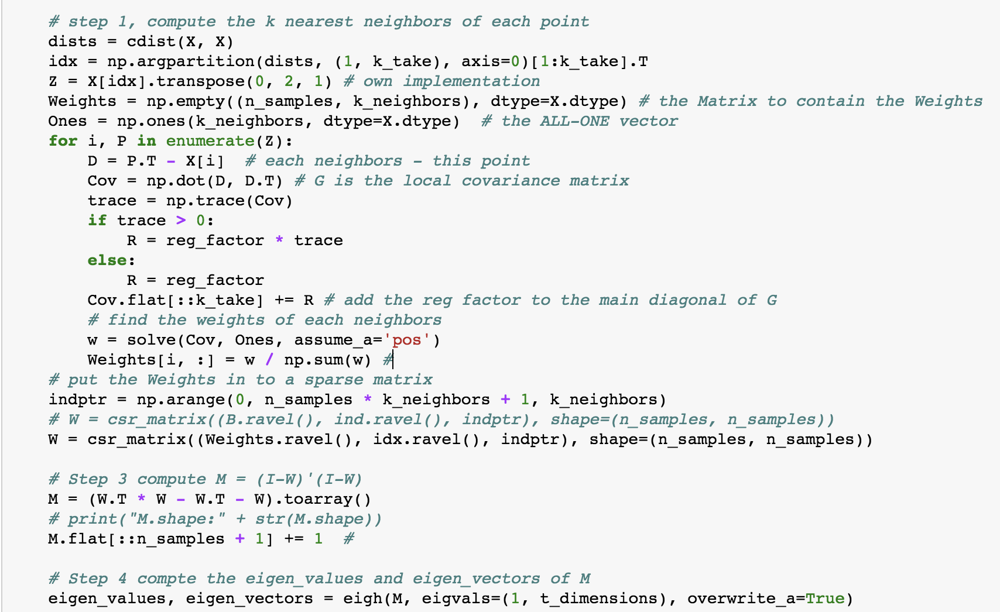 # step 1, compute the k nearest neighbors of each point
dists = cdist(X, X)
idx = np.argpartition(dists, (1, k_take), axis=0)[1:k_take].T
Z = X[idx].transpose(0, 2, 1) # own implementation
Weights = np.empty((n_samples, k_neighbors), dtype=X.dtype) # the Matrix to contain the Weights
Ones = np.ones(k_neighbors, dtype=X.dtype)  # the ALL-ONE vector
for i, P in enumerate(Z):
    D = P.T - X[i]  # each neighbors - this point
    Cov = np.dot(D, D.T) # G is the local covariance matrix
    trace = np.trace(Cov)
    if trace > 0:
        R = reg_factor * trace
    else:
        R = reg_factor
    Cov.flat[::k_take] += R # add the reg factor to the main diagonal of G
    # find the weights of each neighbors
    w = solve(Cov, Ones, assume_a='pos')
    Weights[i, :] = w / np.sum(w) #
# put the Weights in to a sparse matrix
indptr = np.arange(0, n_samples * k_neighbors + 1, k_neighbors)
# W = csr_matrix((B.ravel(), ind.ravel(), indptr), shape=(n_samples, n_samples))
W = csr_matrix((Weights.ravel(), idx.ravel(), indptr), shape=(n_samples, n_samples))
# Step 3 compute M = (I-W)'(I-W)
M = (W.T * W - W.T - W).toarray()
# print("M.shape:" + str(M.shape))
M.flat[::n_samples + 1] += 1  #
# Step 4 compte the eigen_values and eigen_vectors of M
eigen_values, eigen_vectors = eigh(M, eigvals=(1, t_dimensions), overwrite_a=True)